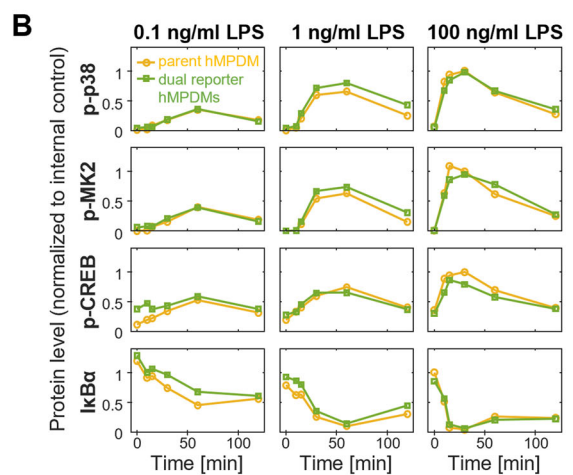 B
0.1 ng/ml LPS 1 ng/ml LPS 100 ng/ml LPS
Protein level (normalized to internal control)
p-p38
1
0.5
0
parent hMPDM
dual reporter
hMPDMs
p-MK2
1
0.5
0
p-CREB
1
0.5
0
IκBα
1
0.5
0
0 50 100 0 50 100 0 50 100
Time [min] Time [min] Time [min]